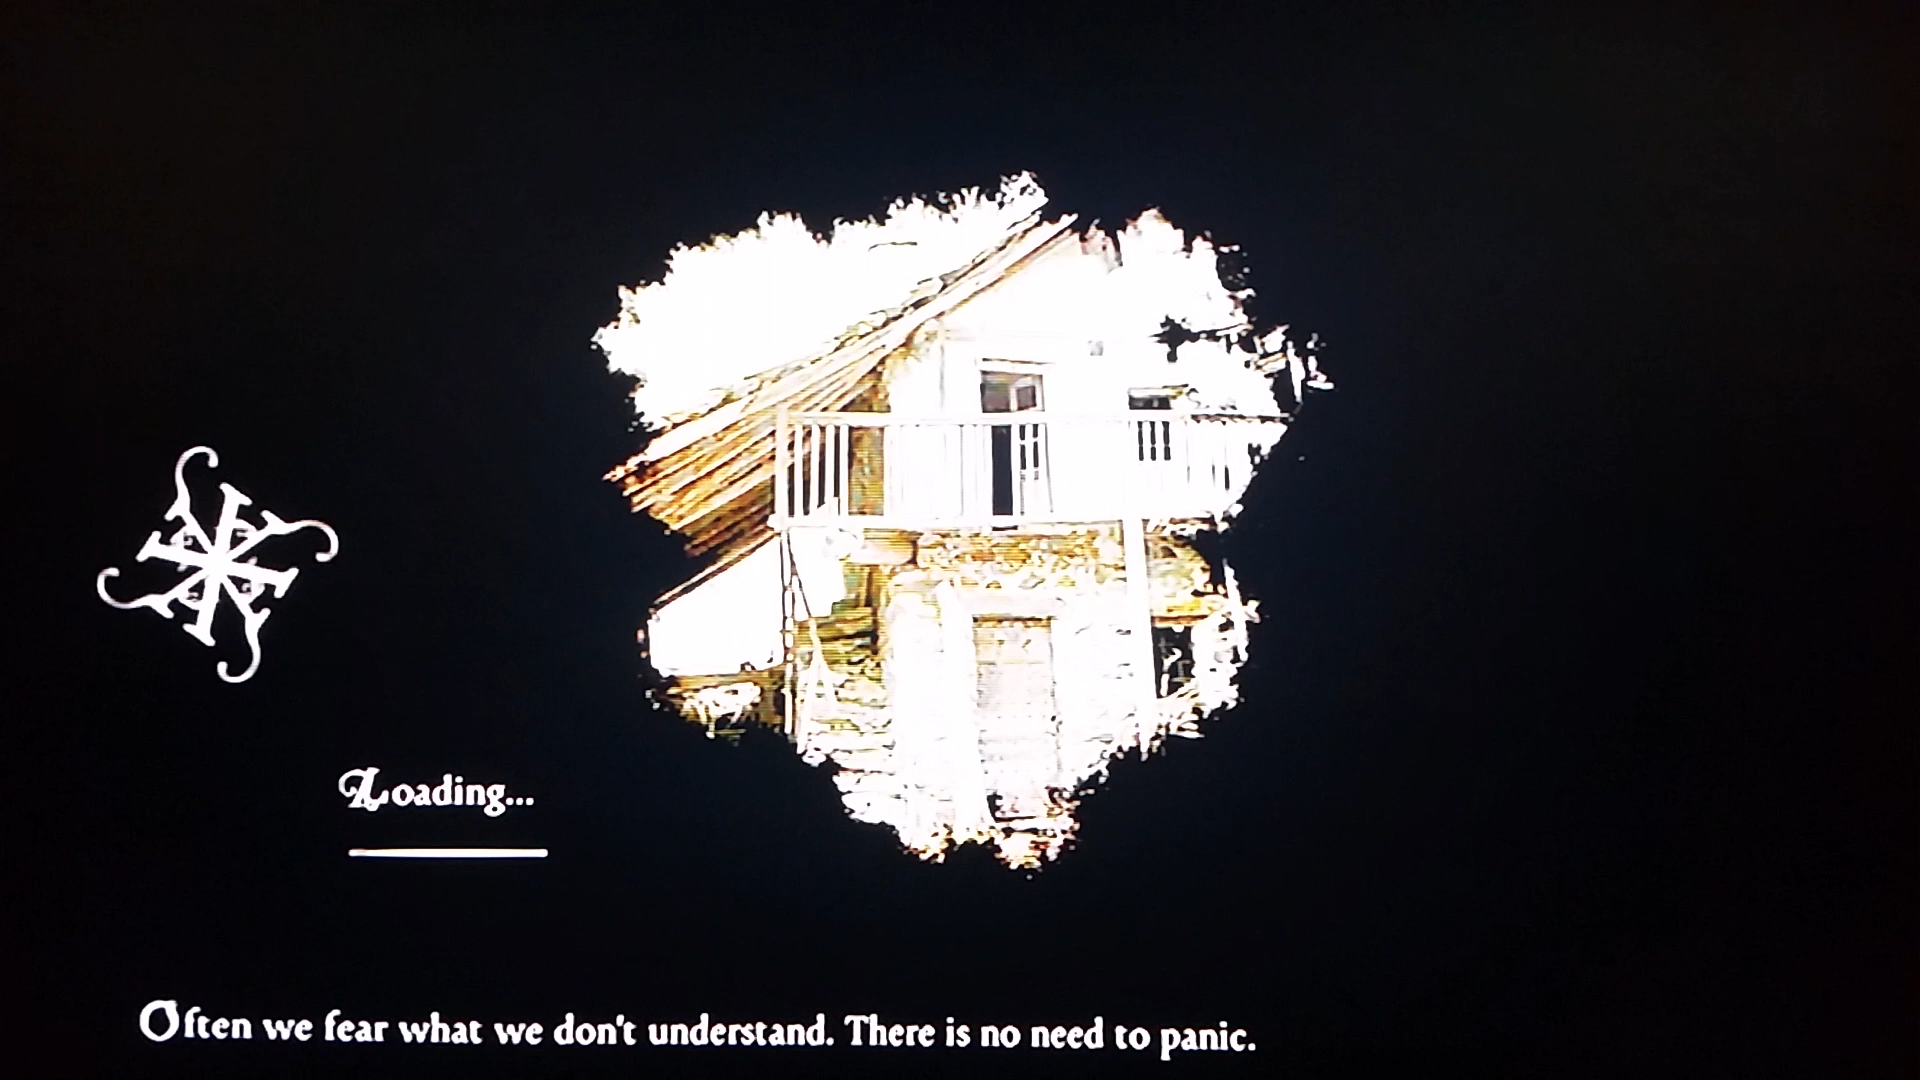 Loading...
Often we fear what we don't understand. There is no need to panic.